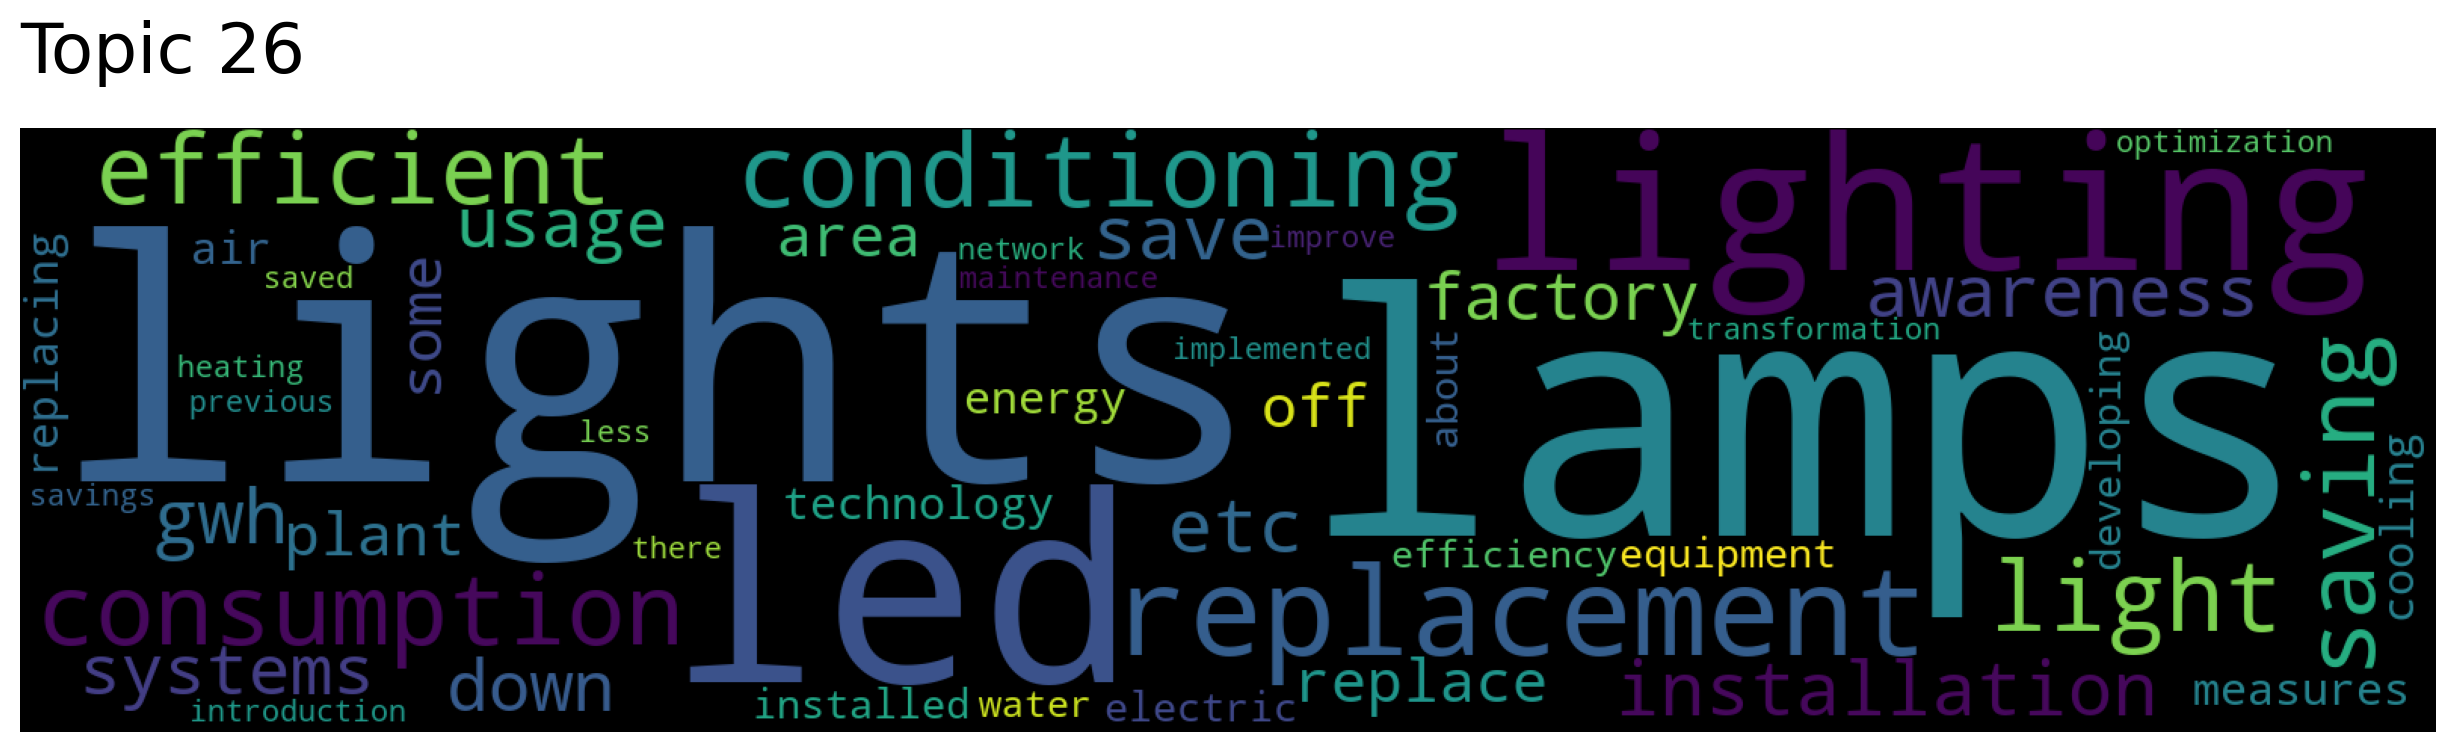 Topic 26
efficient
conditioning
lighting
optimization
usage
area
save
improve
replacing
air
network
saved
some
maintenance
lights
lamps
factory
awareness
transformation
heating
previous
less
implemented
energy
off
about
developing
saving
cooling
savings
gwh
plant
there
technology
led
etc
efficiency
equipment
consumption
replacement
light
systems
down
introduction
installed
water
electric
replace
installation
measures